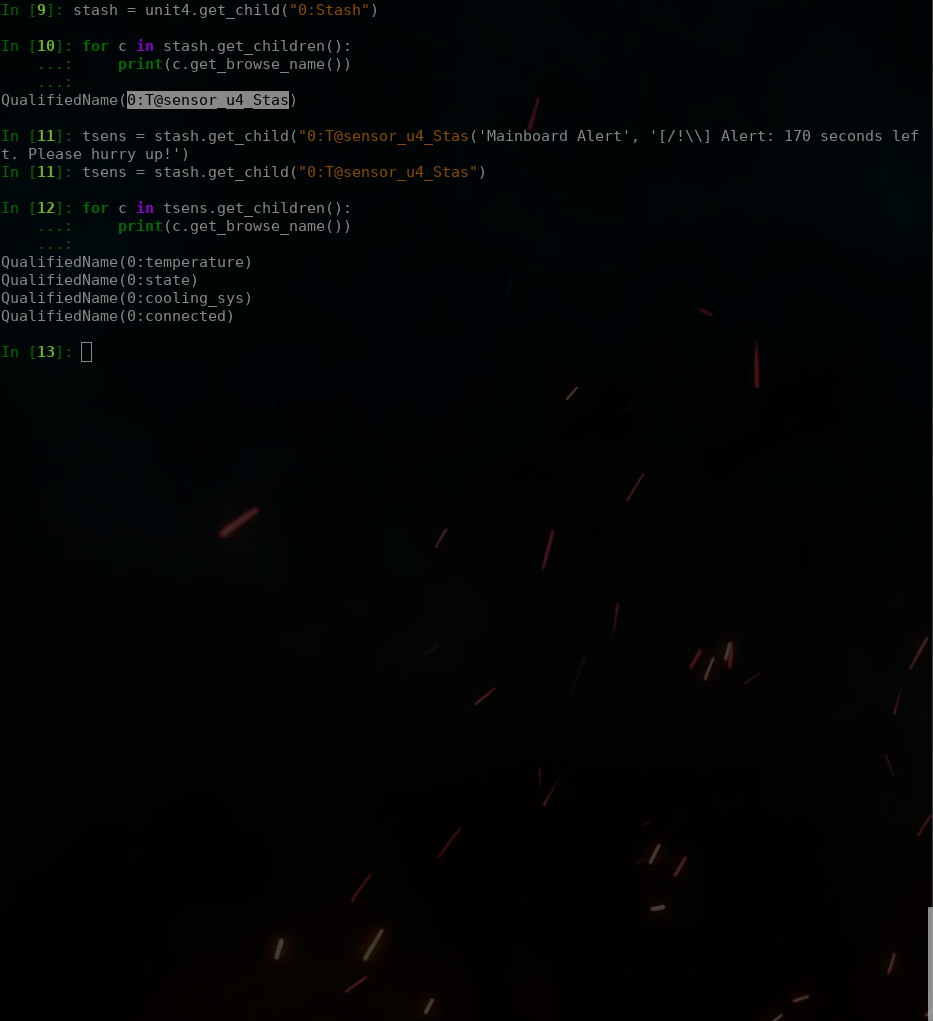 In [9]: stash = unit4.get_child("0:Stash")
In [10]: for c in stash.get_children():
    ...:     print(c.get_browse_name())
    ...:
QualifiedName(0:T@sensor_u4_Stas)
In [11]: tsens = stash.get_child("0:T@sensor_u4_Stas('Mainboard Alert', '[/!\\] Alert: 170 seconds lef
t. Please hurry up!')
In [11]: tsens = stash.get_child("0:T@sensor_u4_Stas")
In [12]: for c in tsens.get_children():
    ...:     print(c.get_browse_name())
    ...:
QualifiedName(0:temperature)
QualifiedName(0:state)
QualifiedName(0:cooling_sys)
QualifiedName(0:connected)
In [13]: